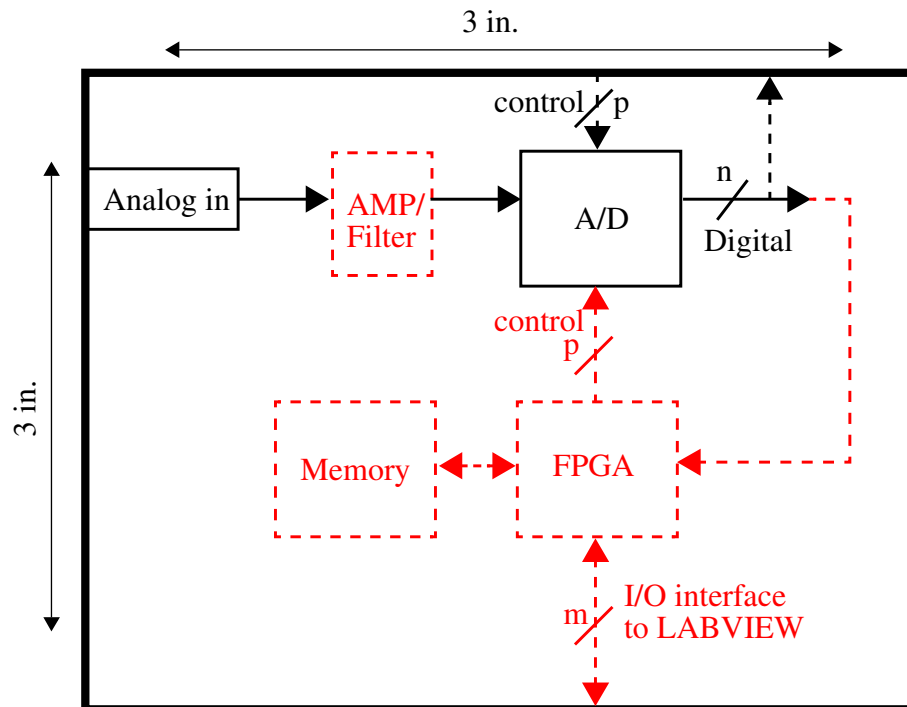 3 in.
control
p
Analog in
AMP/
Filter
A/D
n
Digital
control
p
3 in.
Memory
FPGA
m
I/O interface
to LABVIEW